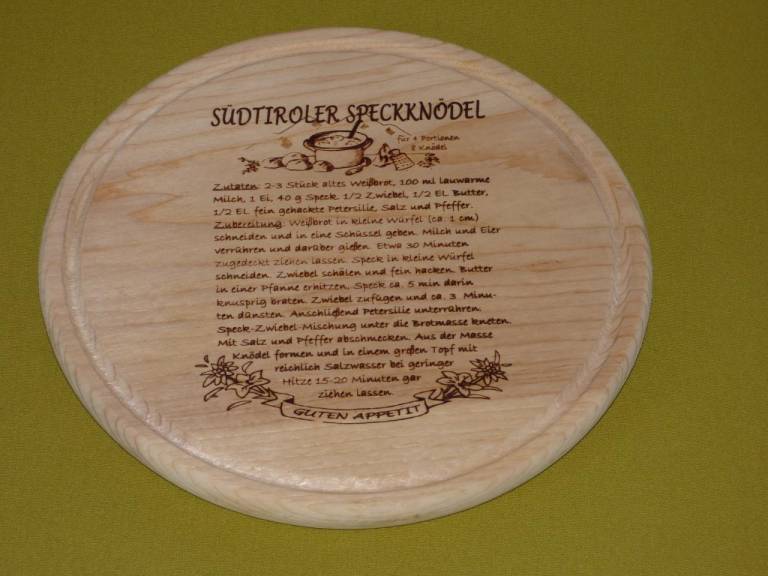 SÜDTIROLER SPECKKNÖDEL
für 4 Portionen
8 Knödel
Zutaten: 2-3 Stück altes Weißbrot, 100 ml lauwarme
Milch, 1 Ei, 40 g Speck, 1/2 Zwiebel, 1/2 EL Butter,
1/2 EL fein gehackte Petersilie, Salz und Pfeffer.
Zubereitung: Weißbrot in kleine Würfel (ca. 1 cm)
schneiden und in eine Schüssel geben. Milch und Eier
verrühren und darüber gießen. Etwa 30 Minuten
zugedeckt ziehen lassen. Speck in kleine Würfel
schneiden. Zwiebel schälen und fein hacken. Butter
in einer Pfanne erhitzen. Speck ca. 5 min darin
knusprig braten. Zwiebel zufügen und ca. 3 Minu-
ten dünsten. Anschließend Petersilie unterrühren.
Speck-Zwiebel-Mischung unter die Brotmasse kneten.
Mit Salz und Pfeffer abschmecken. Aus der Masse
Knödel formen und in einem großen Topf mit
reichlich Salzwasser bei geringer
Hitze 15-20 Minuten gar
ziehen lassen.
GUTEN APPETIT